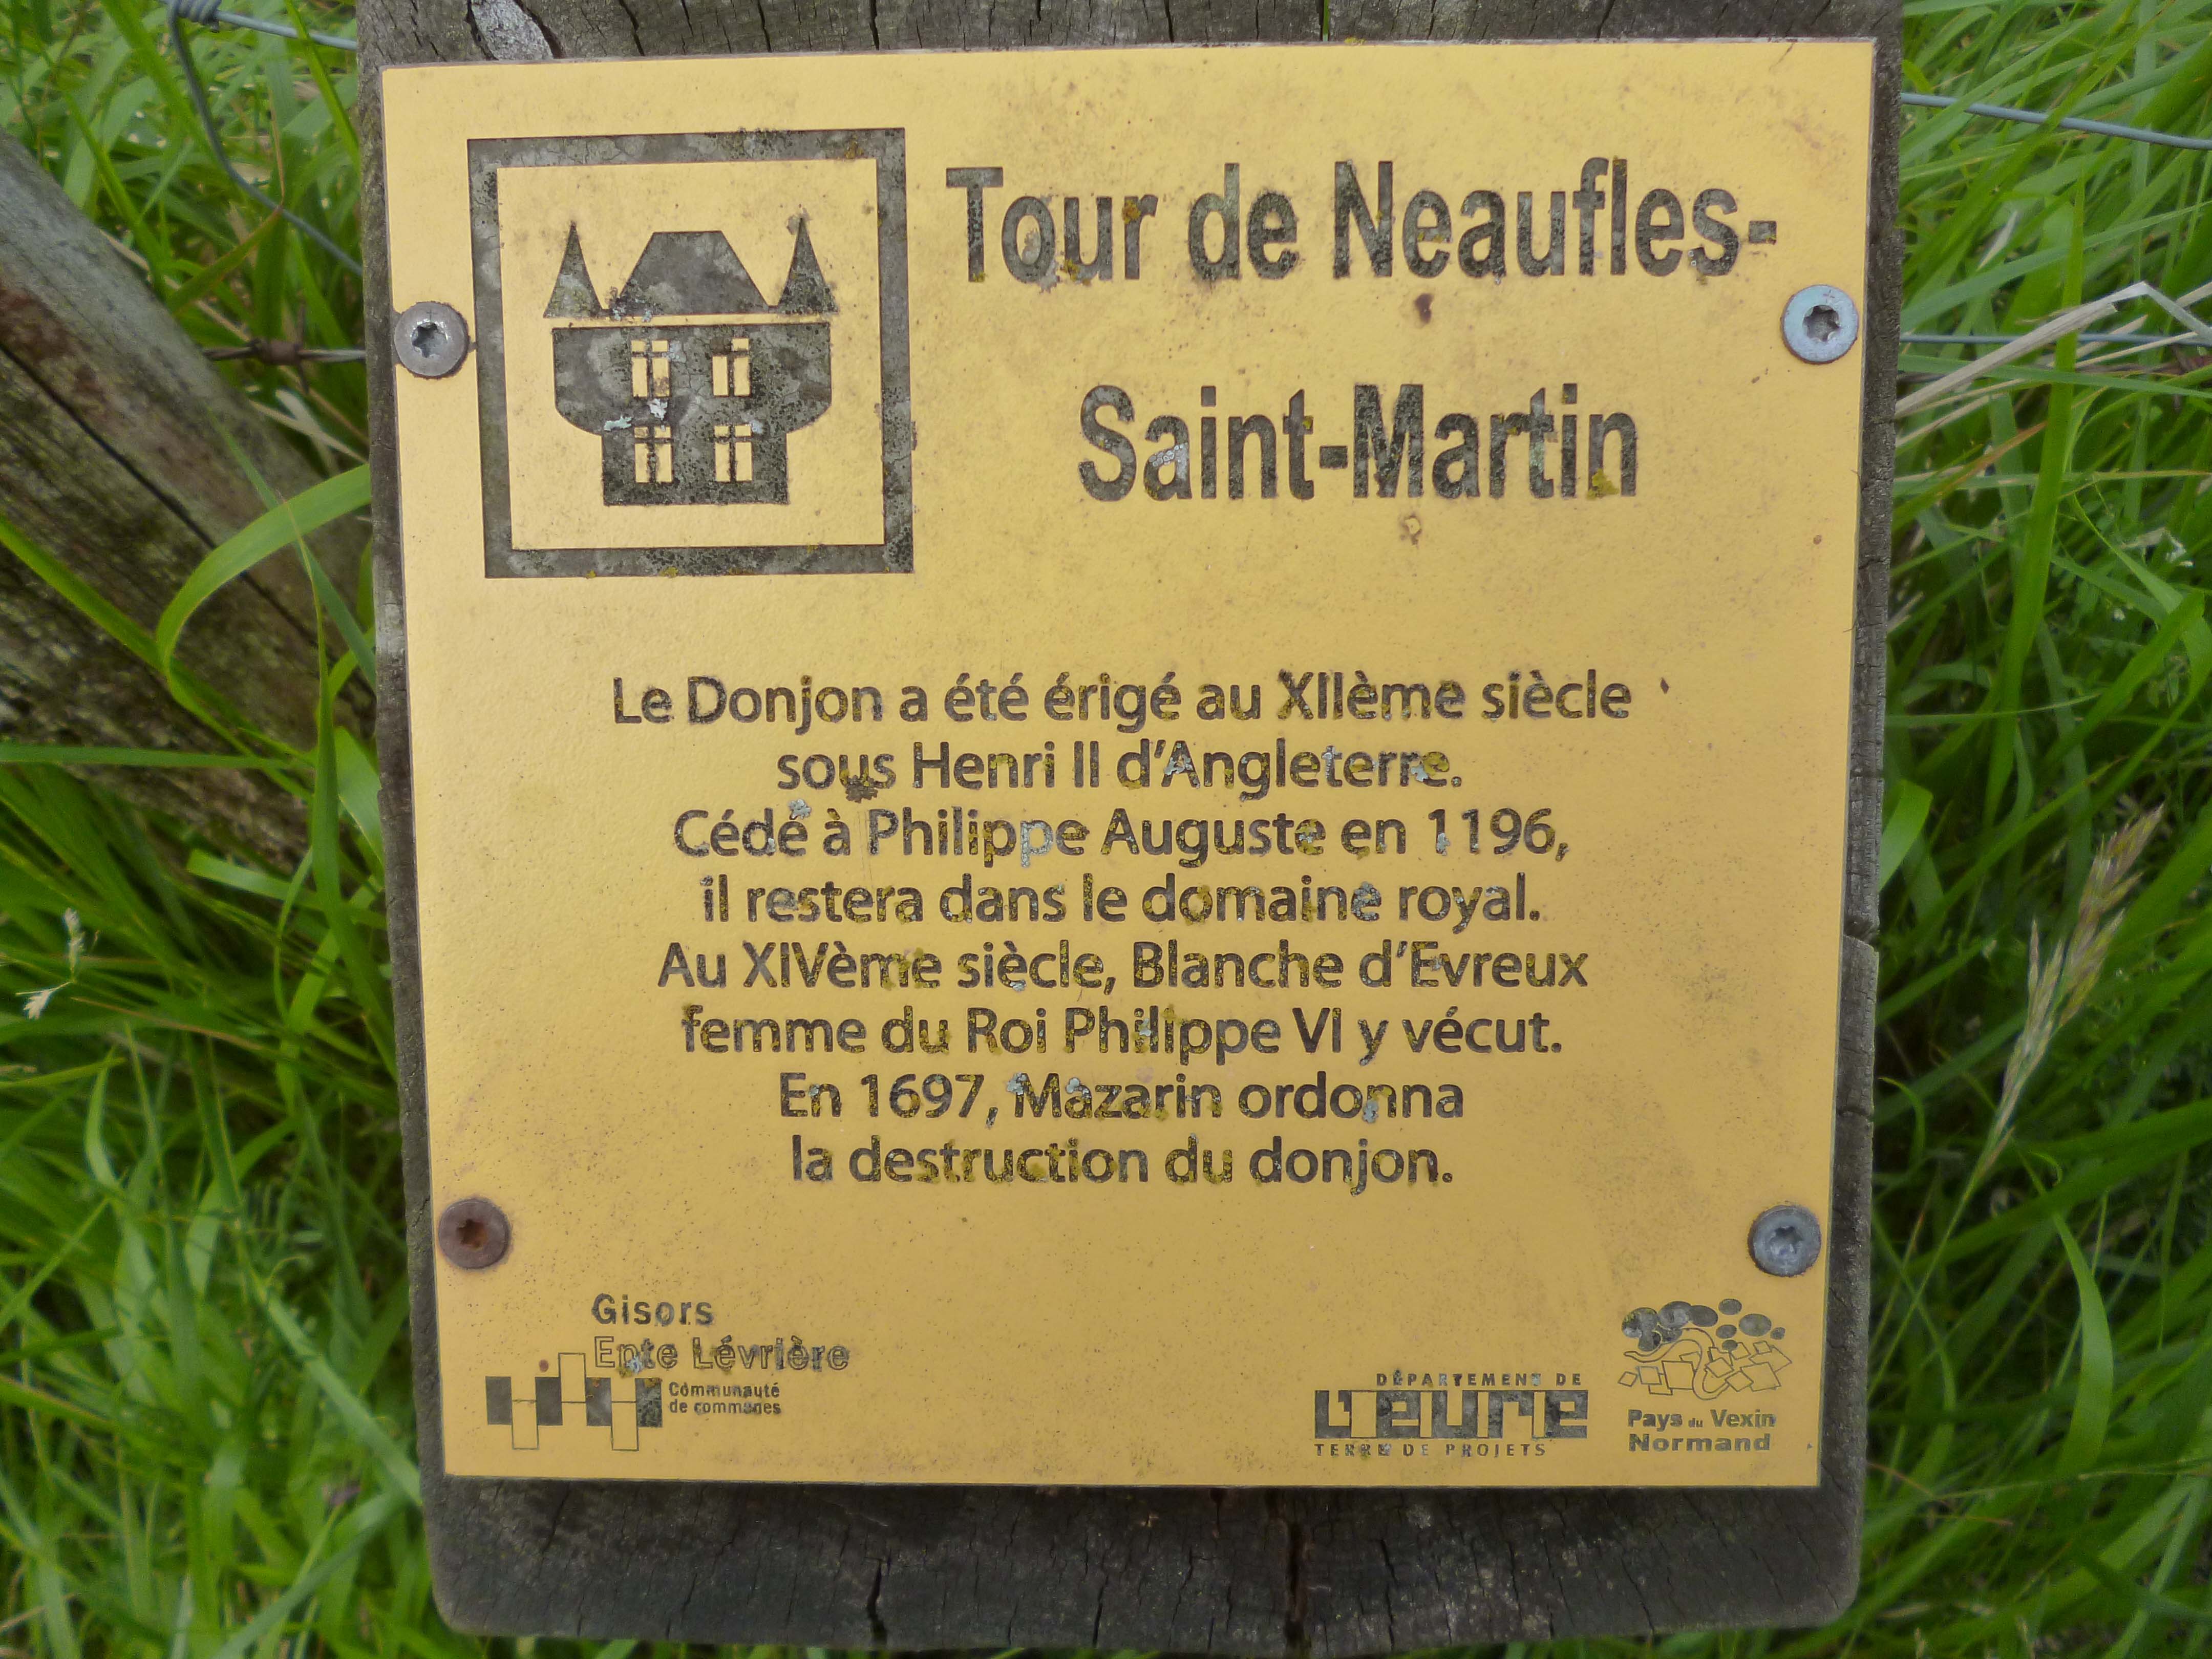 Tour de Neaufles-
Saint-Martin
Le Donjon a été érigé au XIIème siècle
sous Henri II d'Angleterre.
Cédé à Philippe Auguste en 1196,
il restera dans le domaine royal.
Au XIVème siècle, Blanche d'Evreux
femme du Roi Philippe VI y vécut.
En 1697, Mazarin ordonna
la destruction du donjon.
Gisors
Epte Lévrière
Communauté
de communes
DÉPARTEMENT DE
L'eure
TERRE DE PROJETS
Pays du Vexin
Normand